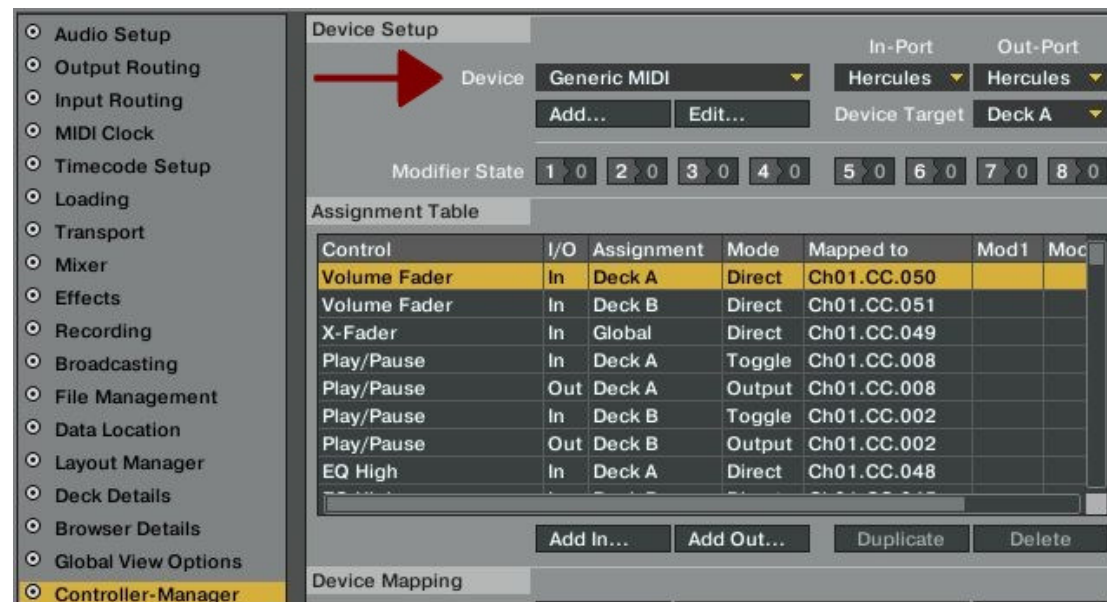 Audio Setup
Output Routing
Input Routing
MIDI Clock
Timecode Setup
Loading
Transport
Mixer
Effects
Recording
Broadcasting
File Management
Data Location
Layout Manager
Deck Details
Browser Details
Global View Options
Controller-Manager
Device Setup
In-Port Out-Port
Device Generic MIDI Hercules Hercules
Add... Edit... Device Target Deck A
Modifier State 1 0 2 0 3 0 4 0 5 0 6 0 7 0 8 0
Assignment Table
Control I/O Assignment Mode Mapped to Mod1 Mod
Volume Fader In Deck A Direct Ch01.CC.050
Volume Fader In Deck B Direct Ch01.CC.051
X-Fader In Global Direct Ch01.CC.049
Play/Pause In Deck A Toggle Ch01.CC.008
Play/Pause Out Deck A Output Ch01.CC.008
Play/Pause In Deck B Toggle Ch01.CC.002
Play/Pause Out Deck B Output Ch01.CC.002
EQ High In Deck A Direct Ch01.CC.048
Add In... Add Out... Duplicate Delete
Device Mapping